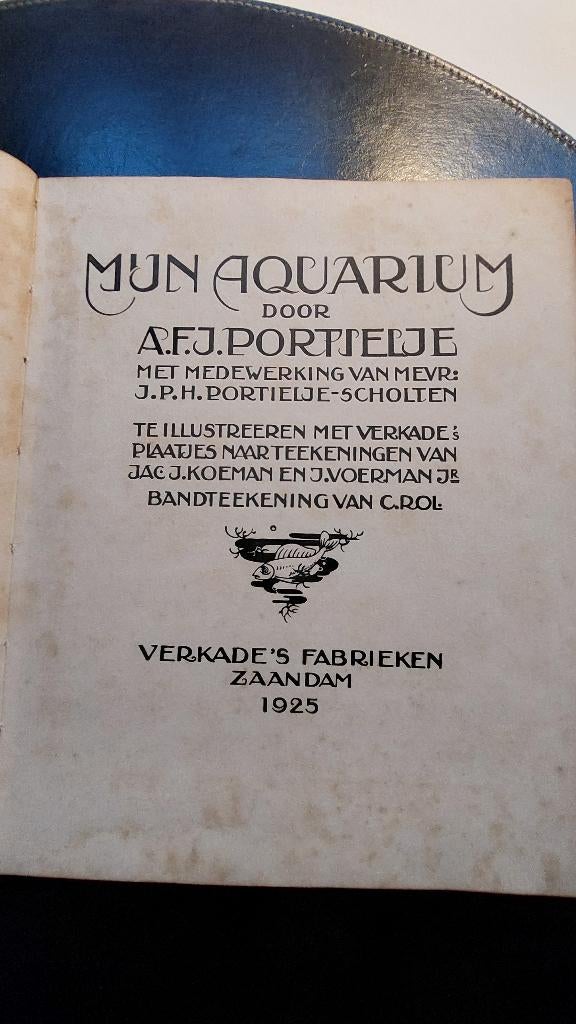 MIJN AQUARIUM
DOOR
A.F.J. PORTIELJE
MET MEDEWERKING VAN MEVR:
J.P.H. PORTIELJE-SCHOLTEN
TE ILLUSTREEREN MET VERKADE's
PLAATJES NAAR TEEKENINGEN VAN
JAC J. KOEMAN EN J. VOERMAN JR
BANDTEEKENING VAN C. ROL
VERKADE'S FABRIEKEN
ZAANDAM
1925